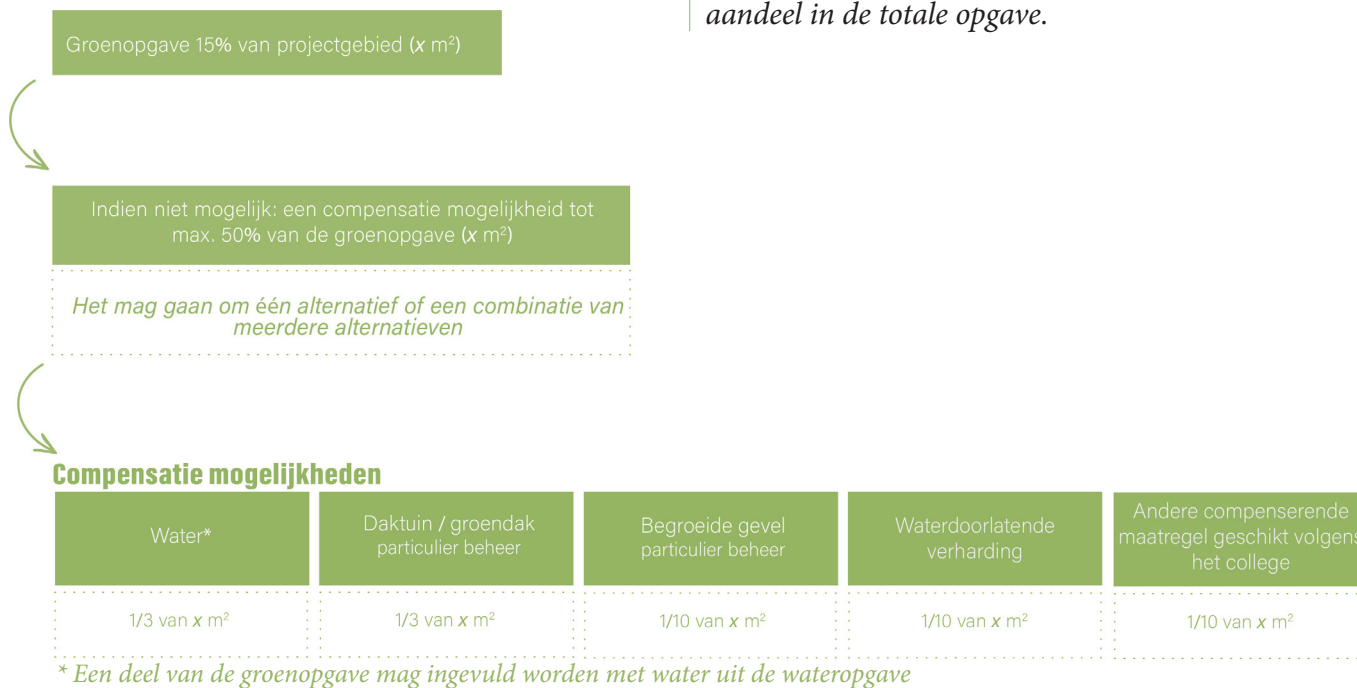 aandeel in de totale opgave.
Groenopgave 15% van projectgebied (x m²)
Indien niet mogelijk: een compensatie mogelijkheid tot
max. 50% van de groenopgave (x m²)
Het mag gaan om één alternatief of een combinatie van
meerdere alternatieven
Compensatie mogelijkheden
Water*
1/3 van x m²
Daktuin / groendak
particulier beheer
1/3 van x m²
Begroeide gevel
particulier beheer
1/10 van x m²
Waterdoorlatende
verharding
1/10 van x m²
Andere compenserende
maatregel geschikt volgens
het college
1/10 van x m²
* Een deel van de groenopgave mag ingevuld worden met water uit de wateropgave